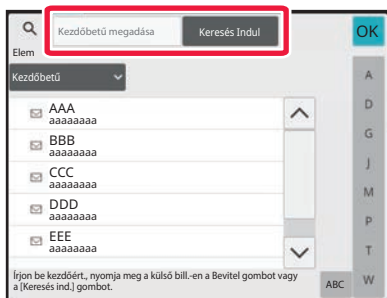 Kezdőbetű megadása
Keresés Indul
OK
Elem
Kezdőbetű
AAA
aaaaaaaa
BBB
aaaaaaaa
CCC
aaaaaaaa
DDD
aaaaaaaa
EEE
aaaaaaaa
A
D
G
J
M
P
T
W
Írjon be kezdőért., nyomja meg a külső bill.-en a Bevitel gombot vagy
a [Keresés ind.] gombot.
ABC